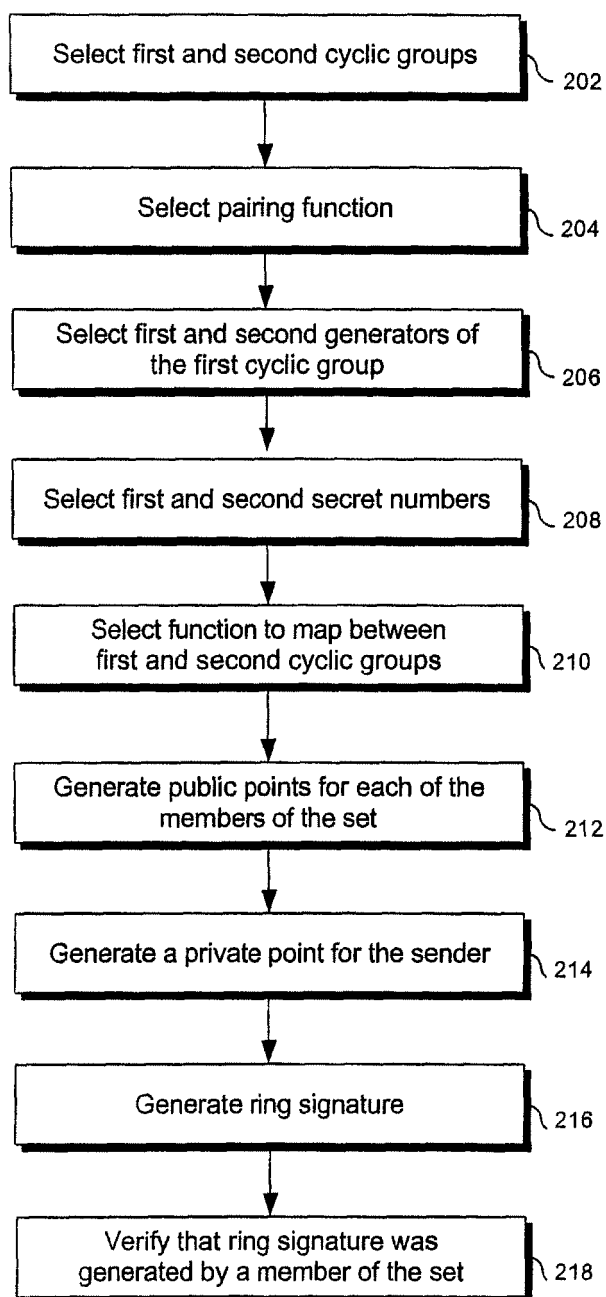 Select first and second cyclic groups
202
Select pairing function
204
Select first and second generators of
the first cyclic group
206
Select first and second secret numbers
208
Select function to map between
first and second cyclic groups
210
Generate public points for each of the
members of the set
212
Generate a private point for the sender
214
Generate ring signature
216
Verify that ring signature was
generated by a member of the set
218